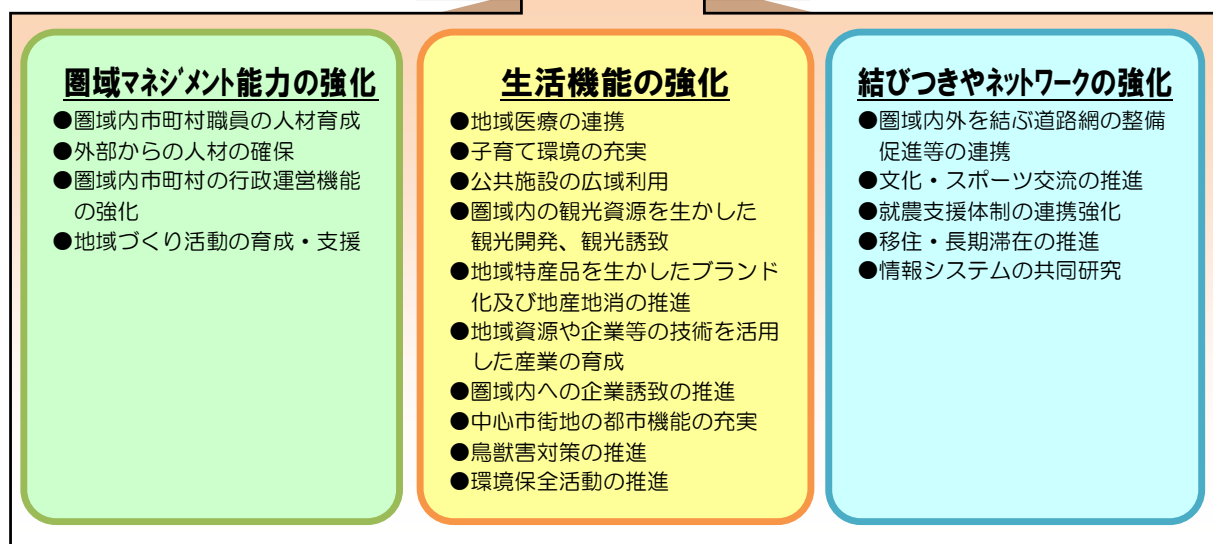 圏域マネジメント能力の強化
●圏域内市町村職員の人材育成
●外部からの人材の確保
●圏域内市町村の行政運営機能
の強化
●地域づくり活動の育成・支援
生活機能の強化
●地域医療の連携
●子育て環境の充実
●公共施設の広域利用
●圏域内の観光資源を生かした
観光開発、観光誘致
●地域特産品を生かしたブランド
化及び地産地消の推進
●地域資源や企業等の技術を活用
した産業の育成
●圏域内への企業誘致の推進
●中心市街地の都市機能の充実
●鳥獣害対策の推進
●環境保全活動の推進
結びつきやネットワークの強化
●圏域内外を結ぶ道路網の整備
促進等の連携
●文化・スポーツ交流の推進
●就農支援体制の連携強化
●移住・長期滞在の推進
●情報システムの共同研究